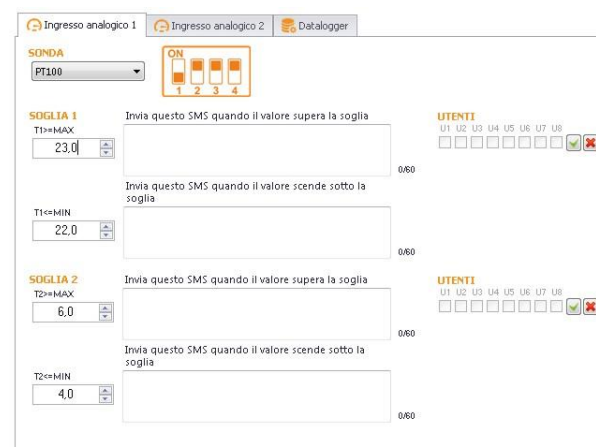 Ingresso analogico 1 Ingresso analogico 2 Datalogger
SONDA
PT100
ON
1 2 3 4
SOGLIA 1
T1>=MAX
23,0
Invia questo SMS quando il valore supera la soglia
0/60
UTENTI
U1 U2 U3 U4 U5 U6 U7 U8
Invia questo SMS quando il valore scende sotto la
soglia
T1<=MIN
22,0
0/60
SOGLIA 2
T2>=MAX
6,0
Invia questo SMS quando il valore supera la soglia
0/60
UTENTI
U1 U2 U3 U4 U5 U6 U7 U8
Invia questo SMS quando il valore scende sotto la
soglia
T2<=MIN
4,0
0/60